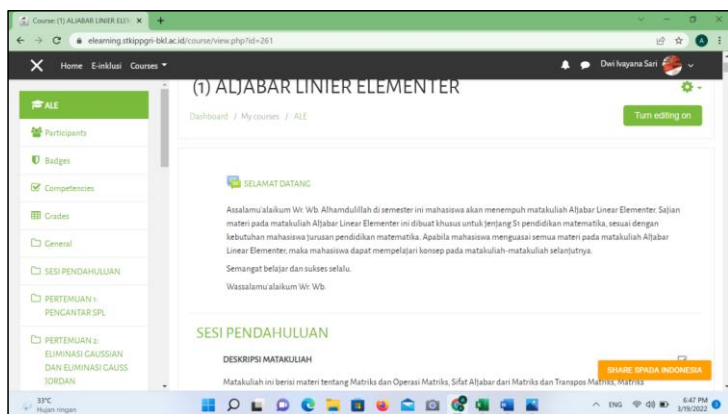 Course: (1) ALJABAR LINIER ELEM
elearning.stkippgri-bkl.ac.id/course/view.php?id=261
Home E-inklusi Courses
Dwi Ivayana Sari
(1) ALJABAR LINIER ELEMENTER
Dashboard / My courses / ALE
Turn editing on
ALE
Participants
Badges
Competencies
Grades
General
SESI PENDAHULUAN
PERTEMUAN 1:
PENGANTAR SPL
PERTEMUAN 2:
ELIMINASI GAUSSIAN
DAN ELUMINASI GAUSS
JORDAN
SELAMAT DATANG
Assalamu'alaikum Wr. Wb. Alhamdulillah di semester ini mahasiswa akan menempuh matakuliah Aljabar Linear Elementer. Sajian
materi pada matakuliah Aljabar Linear Elementer ini dibuat khusus untuk jenjang S1 pendidikan matematika, sesuai dengan
kebutuhan mahasiswa jurusan pendidikan matematika. Apabila mahasiswa menguasai semua materi pada matakuliah Aljabar
Linear Elementer, maka mahasiswa dapat mempelajari konsep pada matakuliah-matakuliah selanjutnya.
Semangat belajar dan sukses selalu.
Wassalamu'alaikum Wr. Wb.
SESI PENDAHULUAN
DESKRIPSI MATAKULIAH
SHARE SPADA INDONESIA
Matakuliah ini berisi materi tentang Matriks dan Operasi Matriks, Sifat Aljabar dari Matriks dan Transpos Matriks, Matriks
33°C
Hujan ringan
ENG
6:47 PM
3/19/2022